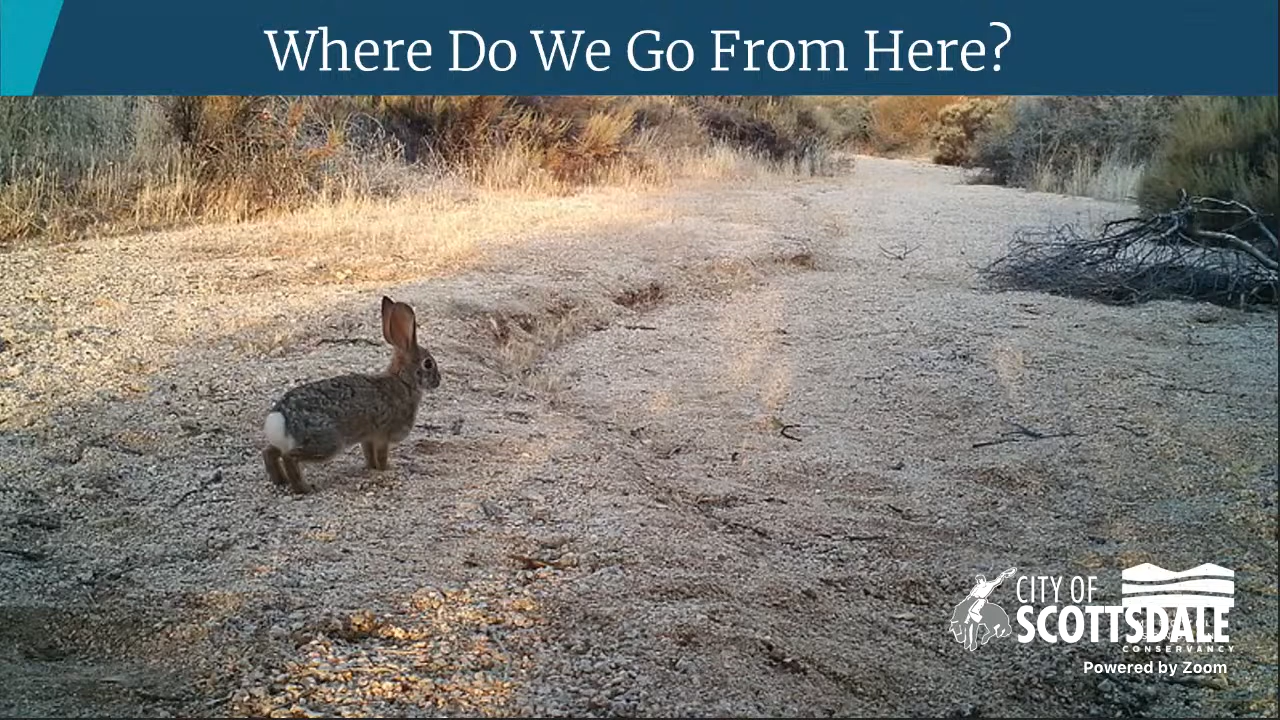 Where Do We Go From Here?
CITY OF
SCOTTSDALE
CONSERVANCY
Powered by Zoom